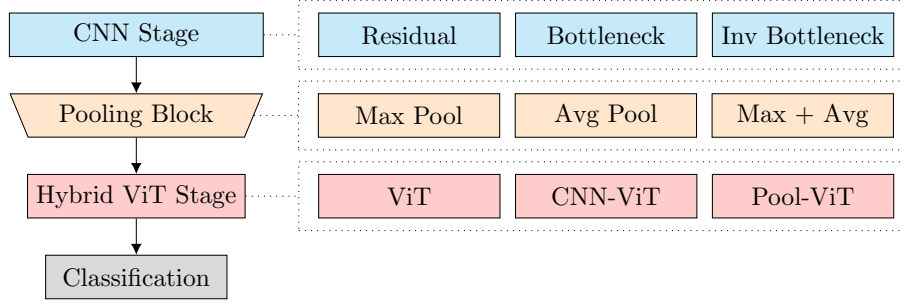 CNN Stage
Residual
Bottleneck
Inv Bottleneck
Pooling Block
Max Pool
Avg Pool
Max + Avg
Hybrid ViT Stage
ViT
CNN-ViT
Pool-ViT
Classification